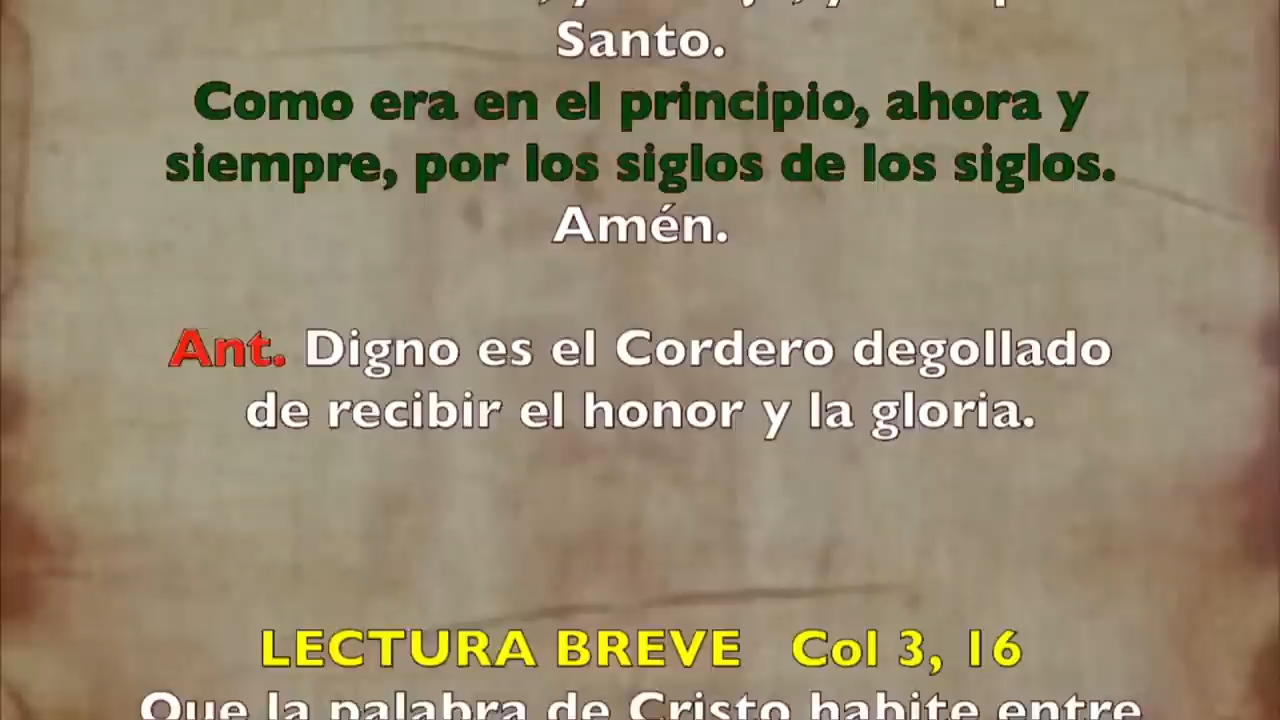 Santo.
Como era en el principio, ahora y
siempre, por los siglos de los siglos.
Amén.
Ant. Digno es el Cordero degollado
de recibir el honor y la gloria.
LECTURA BREVE Col 3, 16
Que la palabra de Cristo habite entre